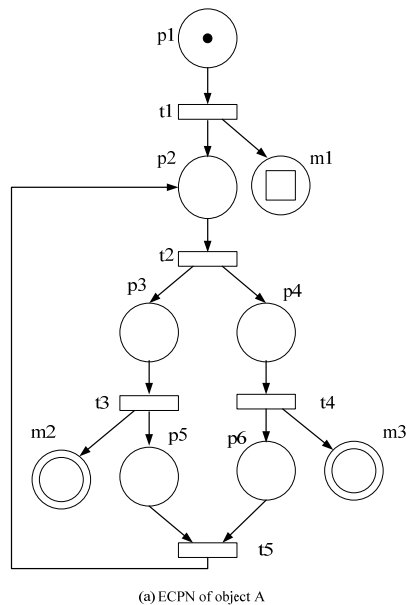 p1
t1
p2
m1
t2
p3
p4
t3
t4
m2
p5
p6
m3
t5
(a) ECPN of object A